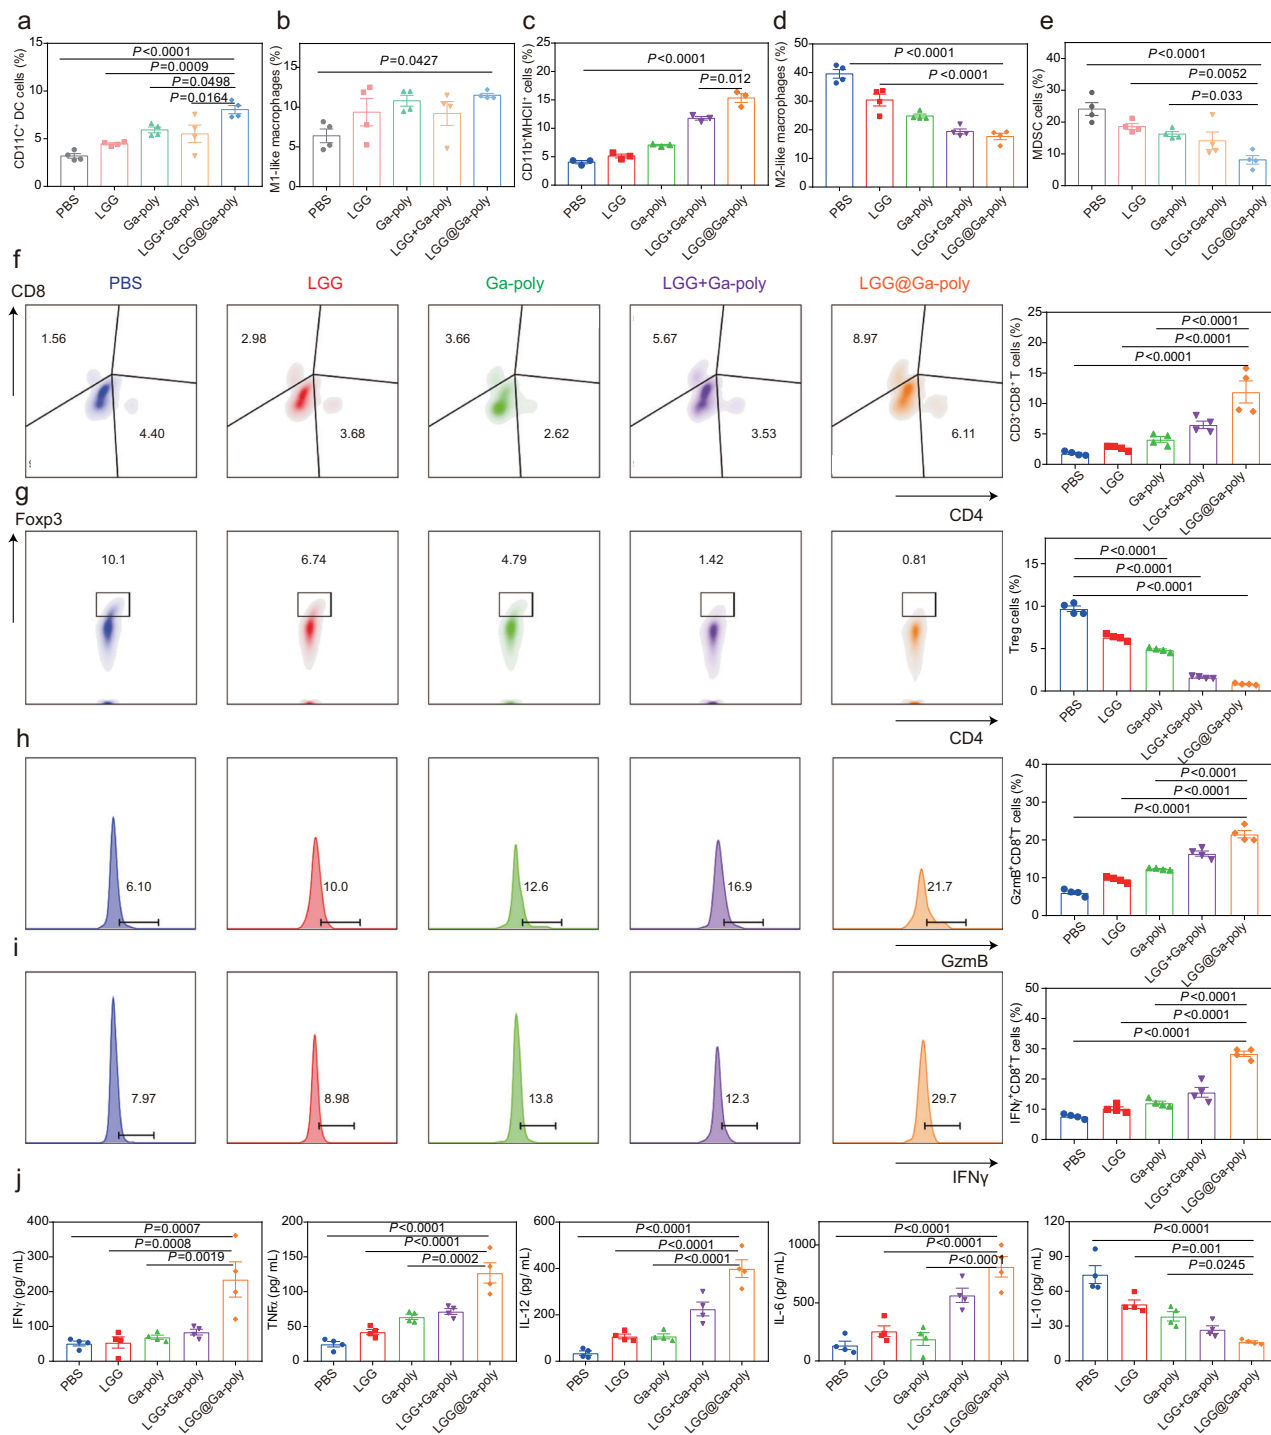 a
b
c
d
e
CD11C⁺ DC cells (%)
15
10
5
0
P<0.0001
P=0.0009
P=0.0498
P=0.0164
PBS
LGG
Ga-poly
LGG+Ga-poly
LGG@Ga-poly
M1-like macrophages (%)
15
10
5
0
P=0.0427
PBS
LGG
Ga-poly
LGG+Ga-poly
LGG@Ga-poly
CD11b⁺MHCII⁺ cells (%)
25
20
15
10
5
0
P<0.0001
P=0.012
PBS
LGG
Ga-poly
LGG+Ga-poly
LGG@Ga-poly
M2-like macrophages (%)
50
40
30
20
10
0
P<0.0001
P<0.0001
PBS
LGG
Ga-poly
LGG+Ga-poly
LGG@Ga-poly
MDSC cells (%)
40
30
20
10
0
P<0.0001
P=0.0052
P=0.033
PBS
LGG
Ga-poly
LGG+Ga-poly
LGG@Ga-poly
f
PBS
LGG
Ga-poly
LGG+Ga-poly
LGG@Ga-poly
CD8
1.56
4.40
2.98
3.68
3.66
2.62
5.67
3.53
8.97
6.11
CD4
CD3⁺CD8⁺ T cells (%)
25
20
15
10
5
0
P<0.0001
P<0.0001
P<0.0001
PBS
LGG
Ga-poly
LGG+Ga-poly
LGG@Ga-poly
g
Foxp3
10.1
6.74
4.79
1.42
0.81
CD4
Treg cells (%)
15
10
5
0
P<0.0001
P<0.0001
P<0.0001
PBS
LGG
Ga-poly
LGG+Ga-poly
LGG@Ga-poly
h
6.10
10.0
12.6
16.9
21.7
GzmB
GzmB⁺CD8⁺T cells (%)
40
30
20
10
0
P<0.0001
P<0.0001
P<0.0001
PBS
LGG
Ga-poly
LGG+Ga-poly
LGG@Ga-poly
i
7.97
8.98
13.8
12.3
29.7
IFNγ
IFNγ⁺CD8⁺T cells (%)
50
40
30
20
10
0
P<0.0001
P<0.0001
P<0.0001
PBS
LGG
Ga-poly
LGG+Ga-poly
LGG@Ga-poly
j
IFNγ (pg/ mL)
400
300
200
100
0
P=0.0007
P=0.0008
P=0.0019
PBS
LGG
Ga-poly
LGG+Ga-poly
LGG@Ga-poly
TNFα (pg/ mL)
200
150
100
50
0
P<0.0001
P<0.0001
P=0.0002
PBS
LGG
Ga-poly
LGG+Ga-poly
LGG@Ga-poly
IL-12 (pg/ mL)
600
400
200
0
P<0.0001
P<0.0001
P<0.0001
PBS
LGG
Ga-poly
LGG+Ga-poly
LGG@Ga-poly
IL-6 (pg/ mL)
1000
500
0
P<0.0001
P<0.0001
P<0.0001
PBS
LGG
Ga-poly
LGG+Ga-poly
LGG@Ga-poly
IL-10 (pg/ mL)
120
90
60
30
0
P<0.0001
P=0.001
P=0.0245
PBS
LGG
Ga-poly
LGG+Ga-poly
LGG@Ga-poly